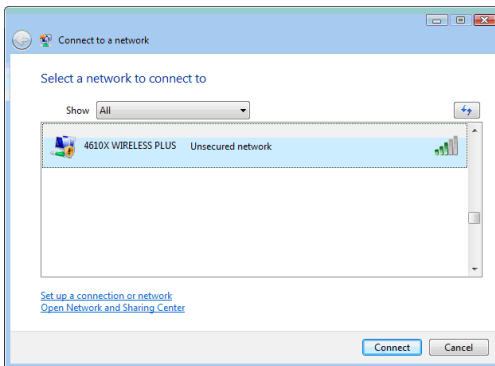 Connect to a network
Select a network to connect to
Show All
4610X WIRELESS PLUS Unsecured network
Set up a connection or network
Open Network and Sharing Center
Connect Cancel